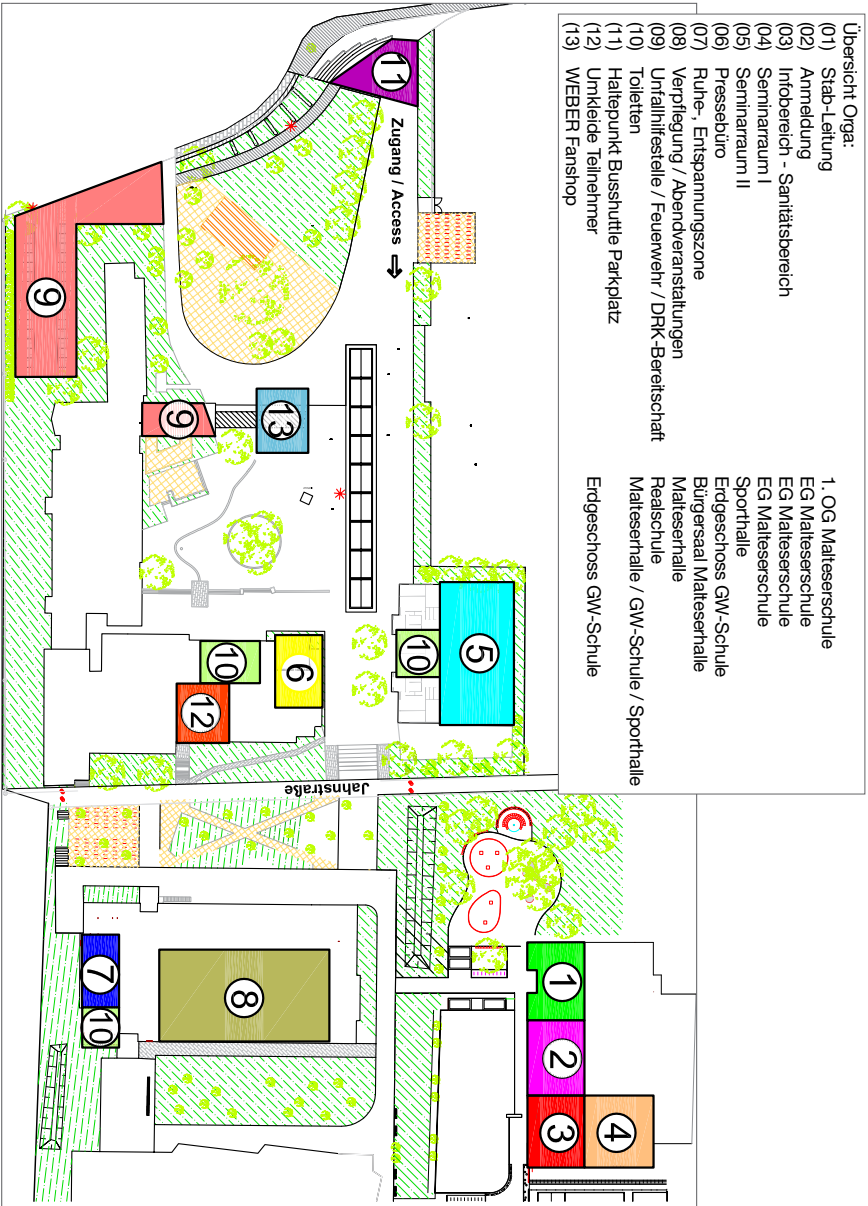 Übersicht Orga:
(01) Stab-Leitung 1. OG Malteserschule
(02) Anmeldung EG Malteserschule
(03) Infobereich - Sanitätsbereich EG Malteserschule
(04) Seminarraum I EG Malteserschule
(05) Seminarraum II Sporthalle
(06) Pressebüro Erdgeschoss GW-Schule
(07) Ruhe-, Entspannungszone Bürgersaal Malteserhalle
(08) Verpflegung / Abendveranstaltungen Malteserhalle
(09) Unfallhilfestelle / Feuerwehr / DRK-Bereitschaft Realschule
(10) Toiletten Malteserhalle / GW-Schule / Sporthalle
(11) Haltepunkt Busshuttle Parkplatz
(12) Umkleide Teilnehmer Erdgeschoss GW-Schule
(13) WEBER Fanshop
11
Zugang / Access
9
9
13
5
10
6
10
12
Jahnstraße
1
2
3
4
7
10
8